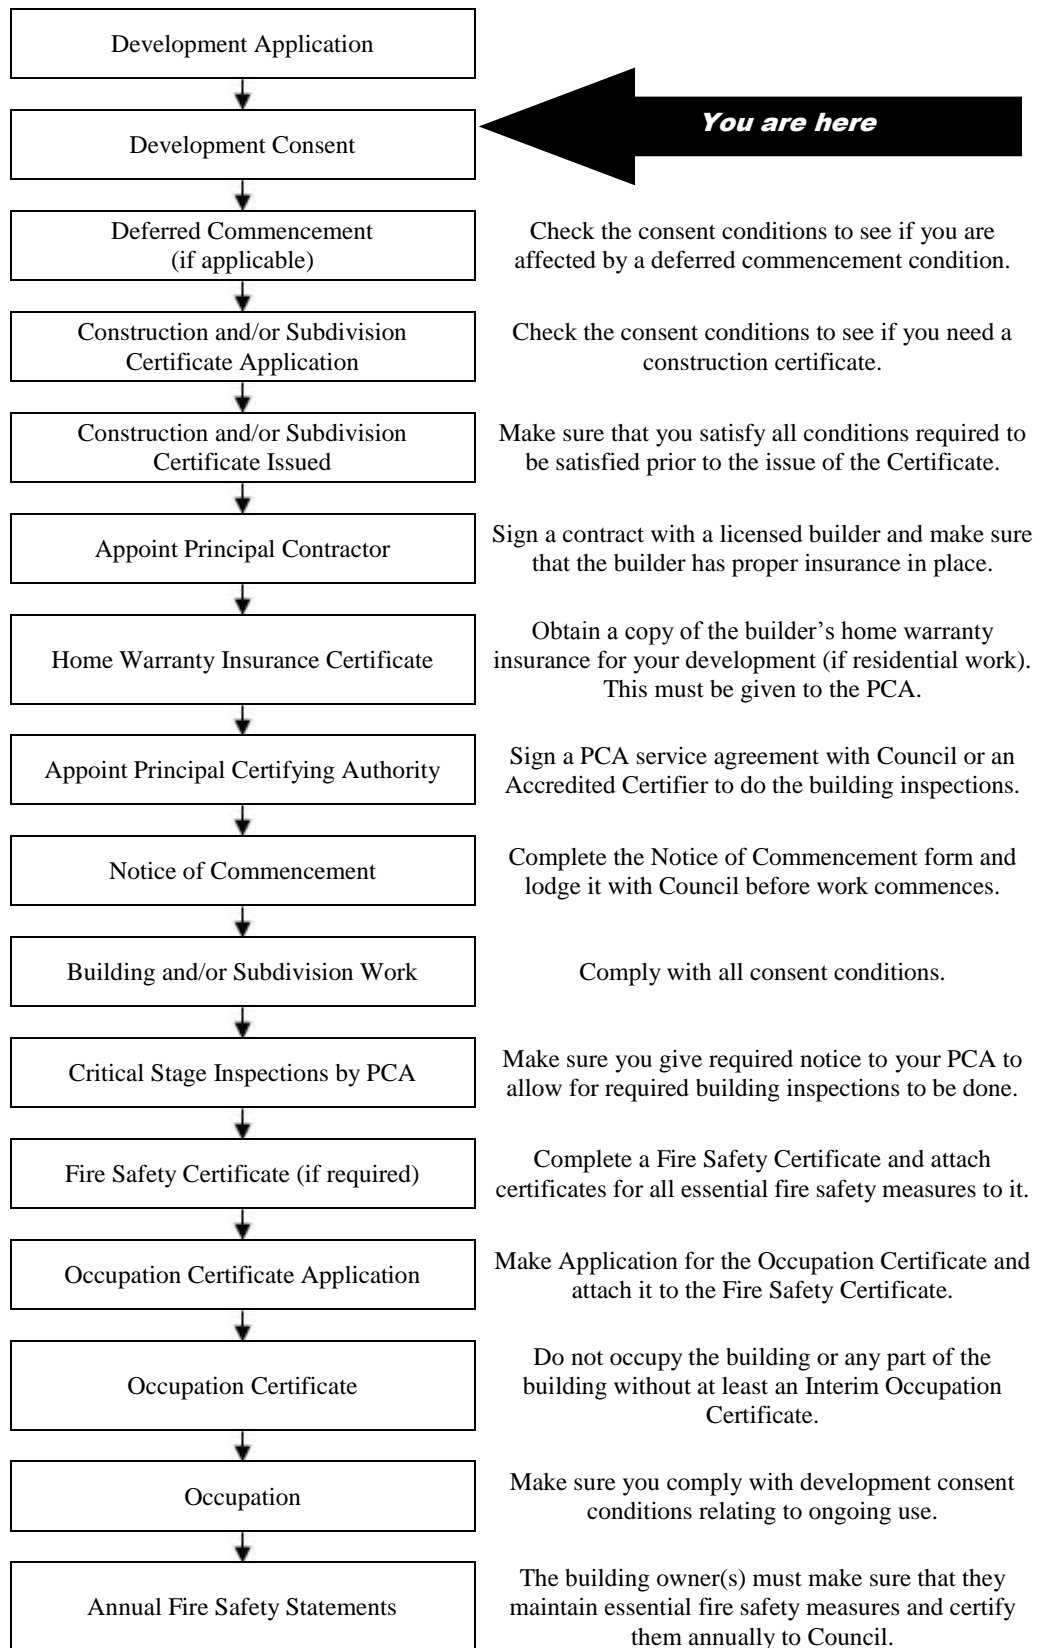 Development Application
Development Consent
You are here
Deferred Commencement
(if applicable)
Check the consent conditions to see if you are
affected by a deferred commencement condition.
Construction and/or Subdivision
Certificate Application
Check the consent conditions to see if you need a
construction certificate.
Construction and/or Subdivision
Certificate Issued
Make sure that you satisfy all conditions required to
be satisfied prior to the issue of the Certificate.
Appoint Principal Contractor
Sign a contract with a licensed builder and make sure
that the builder has proper insurance in place.
Home Warranty Insurance Certificate
Obtain a copy of the builder’s home warranty
insurance for your development (if residential work).
This must be given to the PCA.
Appoint Principal Certifying Authority
Sign a PCA service agreement with Council or an
Accredited Certifier to do the building inspections.
Notice of Commencement
Complete the Notice of Commencement form and
lodge it with Council before work commences.
Building and/or Subdivision Work
Comply with all consent conditions.
Critical Stage Inspections by PCA
Make sure you give required notice to your PCA to
allow for required building inspections to be done.
Fire Safety Certificate (if required)
Complete a Fire Safety Certificate and attach
certificates for all essential fire safety measures to it.
Occupation Certificate Application
Make Application for the Occupation Certificate and
attach it to the Fire Safety Certificate.
Occupation Certificate
Do not occupy the building or any part of the
building without at least an Interim Occupation
Certificate.
Occupation
Make sure you comply with development consent
conditions relating to ongoing use.
Annual Fire Safety Statements
The building owner(s) must make sure that they
maintain essential fire safety measures and certify
them annually to Council.